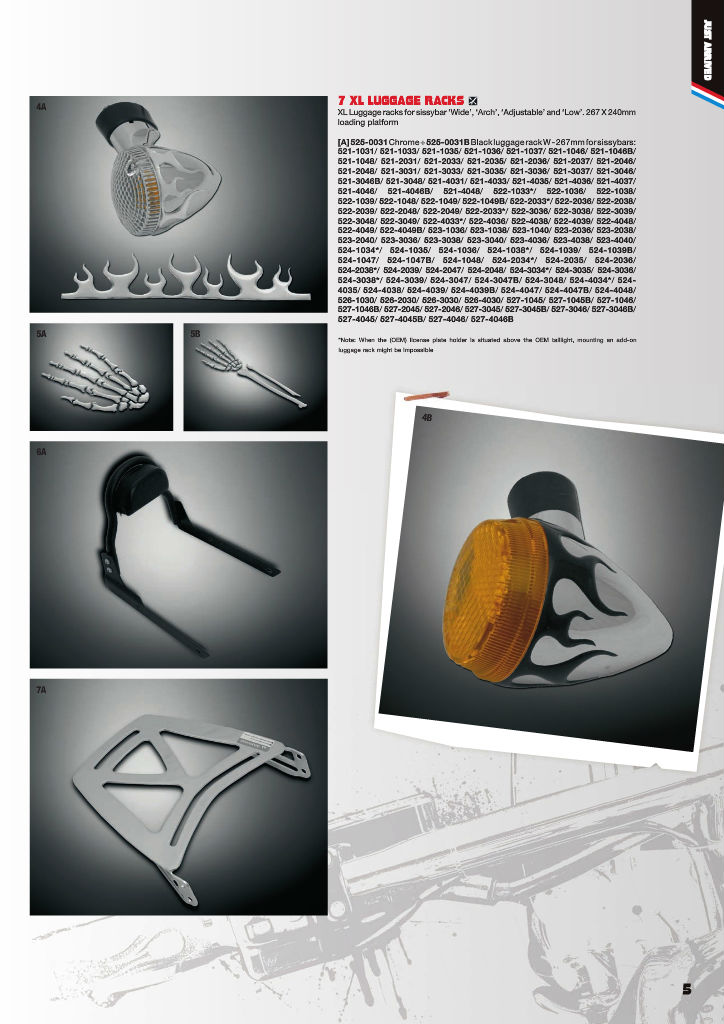 JUST ARRIVED
4A
7 XL LUGGAGE RACKS
XL Luggage racks for sissybar 'Wide', 'Arch', 'Adjustable' and 'Low'. 267 X 240mm
loading platform
[A] 525-0031 Chrome + 525-0031B Black luggage rack W - 267mm for sissybars:
521-1031/ 521-1033/ 521-1035/ 521-1036/ 521-1037/ 521-1046/ 521-1046B/
521-1048/ 521-2031/ 521-2033/ 521-2035/ 521-2036/ 521-2037/ 521-2046/
521-2048/ 521-3031/ 521-3033/ 521-3035/ 521-3036/ 521-3037/ 521-3046/
521-3046B/ 521-3048/ 521-4031/ 521-4033/ 521-4035/ 521-4036/ 521-4037/
521-4046/ 521-4046B/ 521-4048/ 522-1033*/ 522-1036/ 522-1038/
522-1039/ 522-1048/ 522-1049/ 522-1049B/ 522-2033*/ 522-2036/ 522-2038/
522-2039/ 522-2048/ 522-2049/ 522-2033*/ 522-3036/ 522-3038/ 522-3039/
522-3048/ 522-3049/ 522-4033*/ 522-4036/ 522-4038/ 522-4039/ 522-4048/
522-4049/ 522-4049B/ 523-1036/ 523-1038/ 523-1040/ 523-2036/ 523-2038/
523-2040/ 523-3036/ 523-3038/ 523-3040/ 523-4036/ 523-4038/ 523-4040/
524-1034*/ 524-1035/ 524-1036/ 524-1038*/ 524-1039/ 524-1039B/
524-1047/ 524-1047B/ 524-1048/ 524-2034*/ 524-2035/ 524-2036/
524-2038*/ 524-2039/ 524-2047/ 524-2048/ 524-3034*/ 524-3035/ 524-3036/
524-3038*/ 524-3039/ 524-3047/ 524-3047B/ 524-3048/ 524-4034*/ 524-
4035/ 524-4038/ 524-4039/ 524-4039B/ 524-4047/ 524-4047B/ 524-4048/
526-1030/ 526-2030/ 526-3030/ 526-4030/ 527-1045/ 527-1045B/ 527-1046/
527-1046B/ 527-2045/ 527-2046/ 527-3045/ 527-3045B/ 527-3046/ 527-3046B/
527-4045/ 527-4045B/ 527-4046/ 527-4046B
*Note: When the (OEM) license plate holder is situated above the OEM taillight, mounting an add-on
luggage rack might be impossible
5A
5B
4B
6A
7A
5